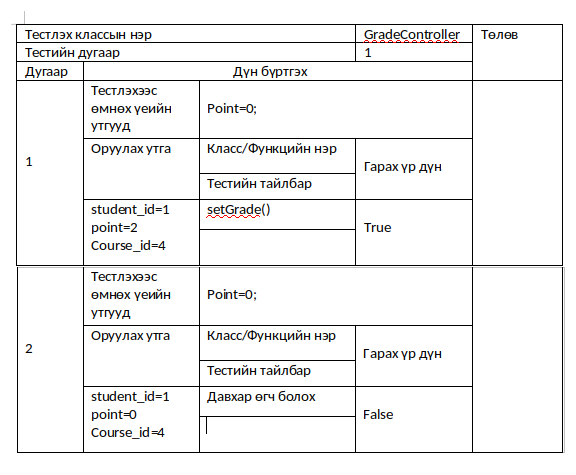 Тестлэх классын нэр GradeController Төлөв
Тестийн дугаар 1
Дугаар Дүн бүртгэх
1
Тестлэхээс
өмнөх үеийн
утгууд
Point=0;
Оруулах утга
Класс/Функцийн нэр
Тестийн тайлбар
Гарах үр дүн
student_id=1
point=2
Course_id=4
setGrade()
True
2
Тестлэхээс
өмнөх үеийн
утгууд
Point=0;
Оруулах утга
Класс/Функцийн нэр
Тестийн тайлбар
Гарах үр дүн
student_id=1
point=0
Course_id=4
Давхар өгч болох
False